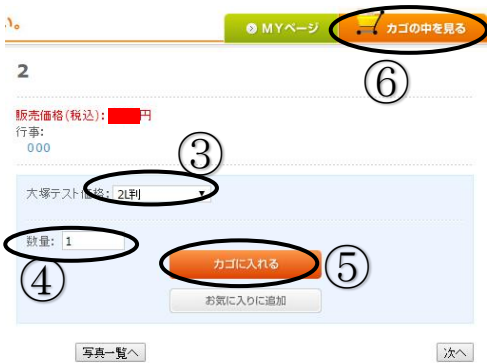 い。
MYページ
カゴの中を見る
⑥
2
販売価格(税込): 円
行事:
000
③
大塚テスト価格: 2L判
数量: 1
④
カゴに入れる
⑤
お気に入りに追加
写真一覧へ
次へ